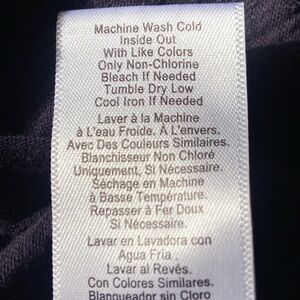 Machine Wash Cold
Inside Out
With Like Colors
Only Non-Chlorine
Bleach If Needed
Tumble Dry Low
Cool Iron If Needed
Laver à la Machine
à L'eau Froide. À L'envers.
Avec Des Couleurs Similaires.
Blanchisseur Non Chloré
Uniquement, Si Nécessaire.
Séchage en Machine
à Basse Température.
Repasser à Fer Doux
Si Nécessaire.
Lavar en Lavadora con
Agua Fria .
Lavar al Revés.
Con Colores Similares.
Blanqueador sin Cloro